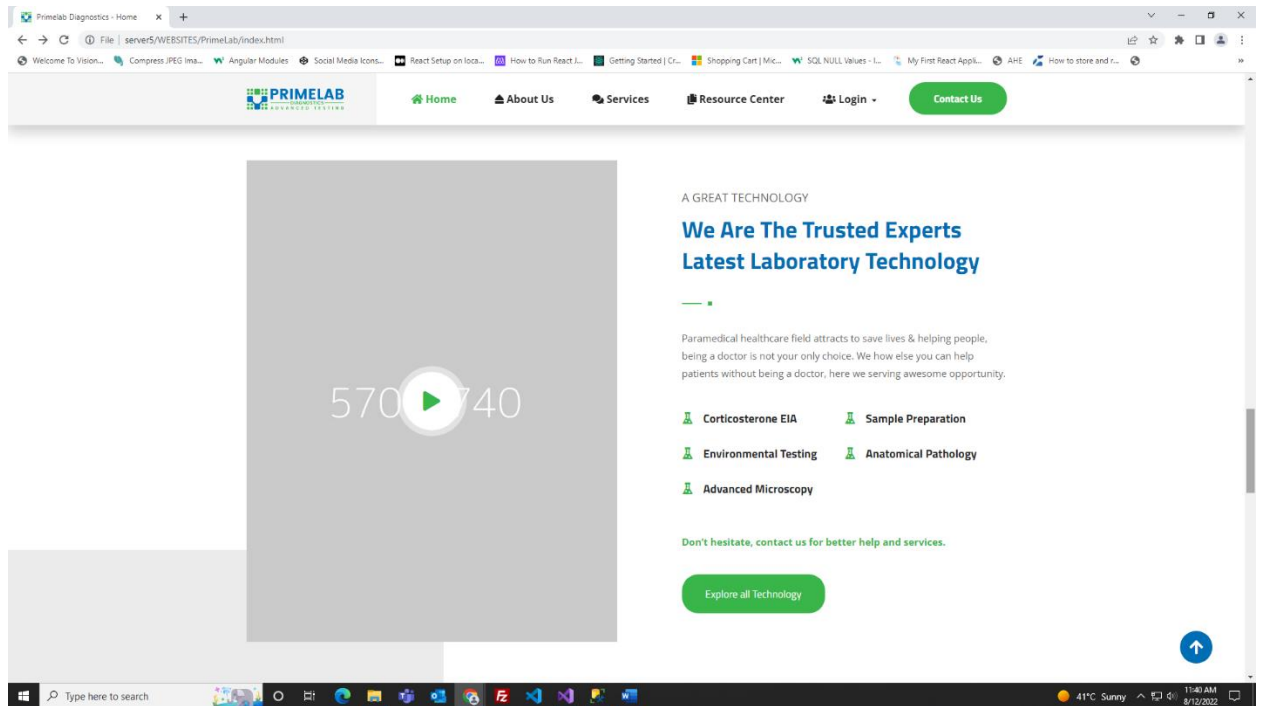 Primelab Diagnostics - Home
File | server5/WEBSITES/PrimeLab/index.html
Welcome To Vision... Compress JPEG Ima... Angular Modules Social Media Icons... React Setup on loca... How to Run React J... Getting Started | Cr... Shopping Cart | Mic... SQL NULL Values - I... My First React Appli... AHE How to store and r...
PRIMELAB
DIAGNOSTICS
ADVANCED TESTING
Home About Us Services Resource Center Login Contact Us
A GREAT TECHNOLOGY
We Are The Trusted Experts
Latest Laboratory Technology
Paramedical healthcare field attracts to save lives & helping people,
being a doctor is not your only choice. We how else you can help
patients without being a doctor, here we serving awesome opportunity.
570 740
Corticosterone EIA Sample Preparation
Environmental Testing Anatomical Pathology
Advanced Microscopy
Don't hesitate, contact us for better help and services.
Explore all Technology
Type here to search
41°C Sunny
11:40 AM
8/12/2022